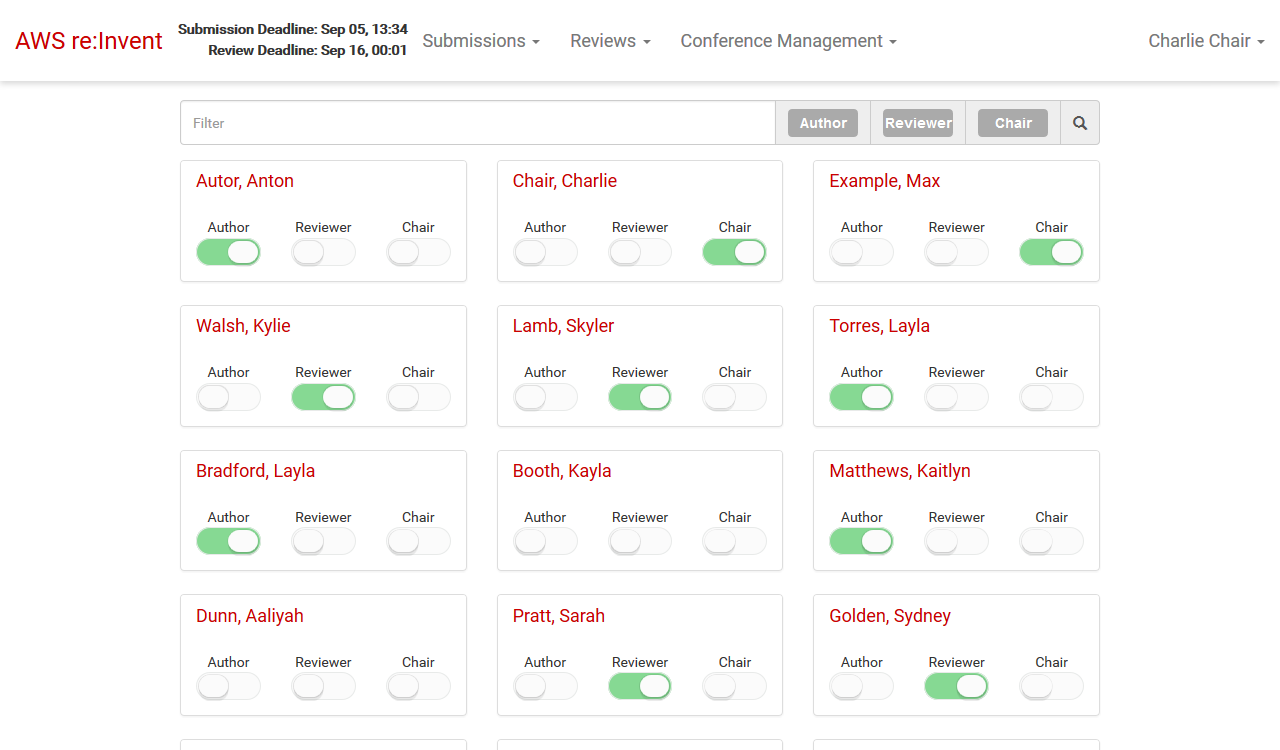 AWS re:Invent
Submission Deadline: Sep 05, 13:34
Review Deadline: Sep 16, 00:01
Submissions
Reviews
Conference Management
Charlie Chair
Filter
Author
Reviewer
Chair
Autor, Anton
Author Reviewer Chair
Chair, Charlie
Author Reviewer Chair
Example, Max
Author Reviewer Chair
Walsh, Kylie
Author Reviewer Chair
Lamb, Skyler
Author Reviewer Chair
Torres, Layla
Author Reviewer Chair
Bradford, Layla
Author Reviewer Chair
Booth, Kayla
Author Reviewer Chair
Matthews, Kaitlyn
Author Reviewer Chair
Dunn, Aaliyah
Author Reviewer Chair
Pratt, Sarah
Author Reviewer Chair
Golden, Sydney
Author Reviewer Chair